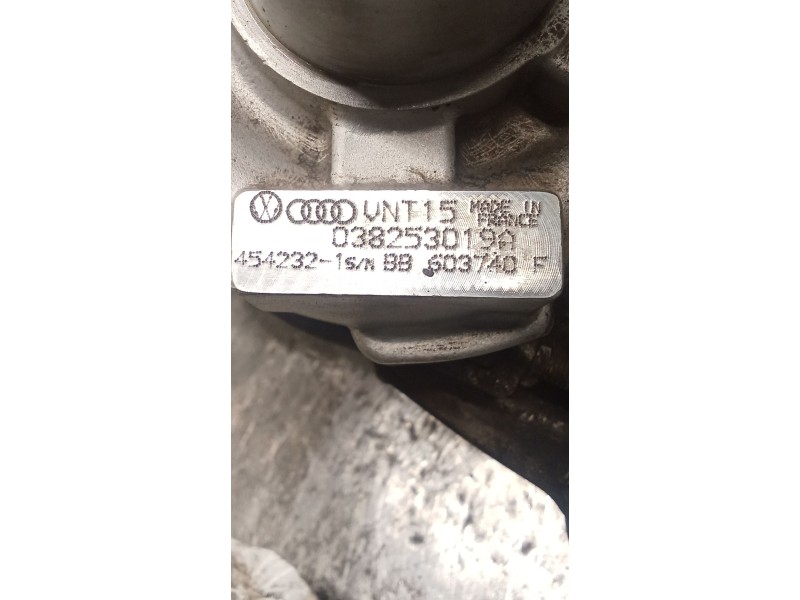 VNT15 MADE IN FRANCE
038253019A
454232-1 S/N BB 603740 F